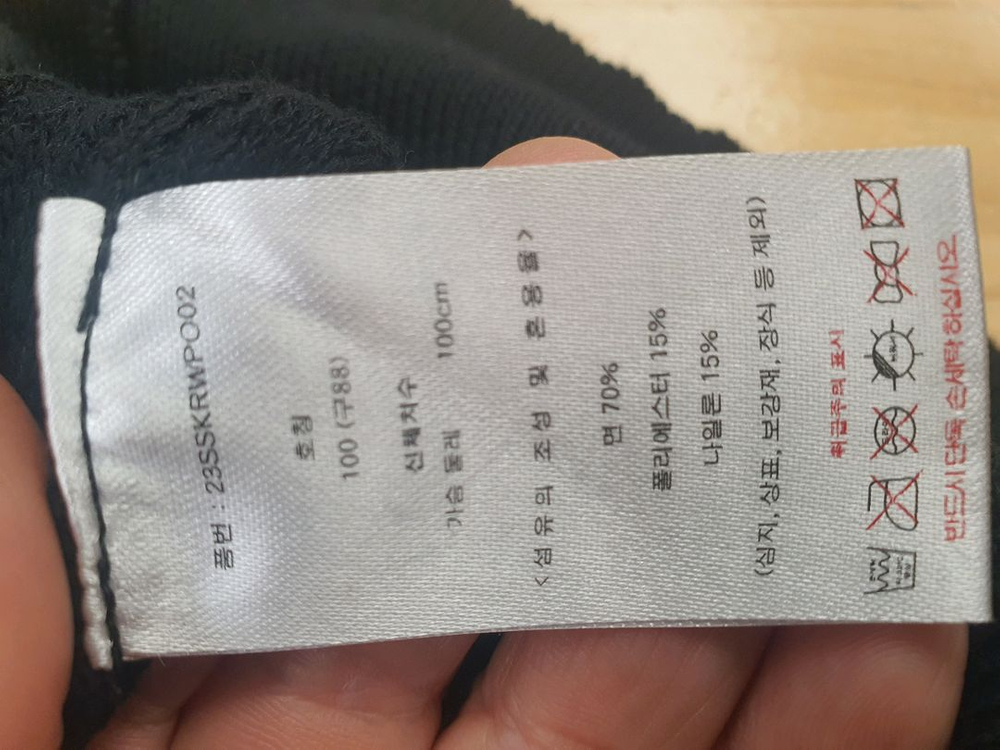 품번 : 23SSKRWPO02
호칭
100 (구88)
신체치수
가슴 둘레 100cm
<섬유의 조성 및 혼용율>
면 70%
폴리에스터 15%
나일론 15%
(심지, 상표, 보강재, 장식 등 제외)
취급주의 표시
반드시 단독 손세탁 하십시오